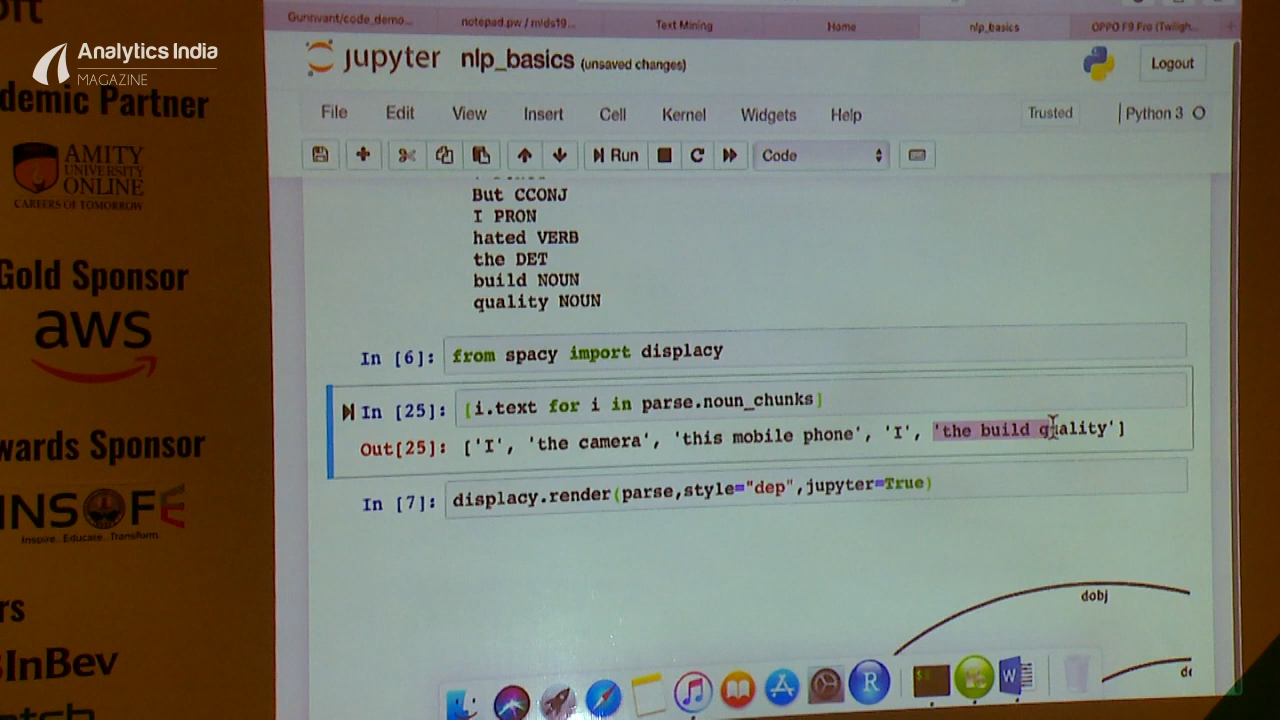 Analytics India
MAGAZINE
demic Partner
AMITY
UNIVERSITY
ONLINE
CAREERS OF TOMORROW
Gold Sponsor
aws
wards Sponsor
INSOFE
Inspire. Educate. Transform.
rs
BInBev
Gunnvant/code_demo...
notepad.pw / mlds19...
Text Mining
Home
nlp_basics
OPPO F9 Pro (Twiligh...
jupyter nlp_basics (unsaved changes)
Logout
File Edit View Insert Cell Kernel Widgets Help
Trusted
Python 3
Run
Code
But CCONJ
I PRON
hated VERB
the DET
build NOUN
quality NOUN
In [6]: from spacy import displacy
In [25]: [i.text for i in parse.noun_chunks]
Out[25]: ['I', 'the camera', 'this mobile phone', 'I', 'the build quality']
In [7]: displacy.render(parse,style="dep",jupyter=True)
dobj